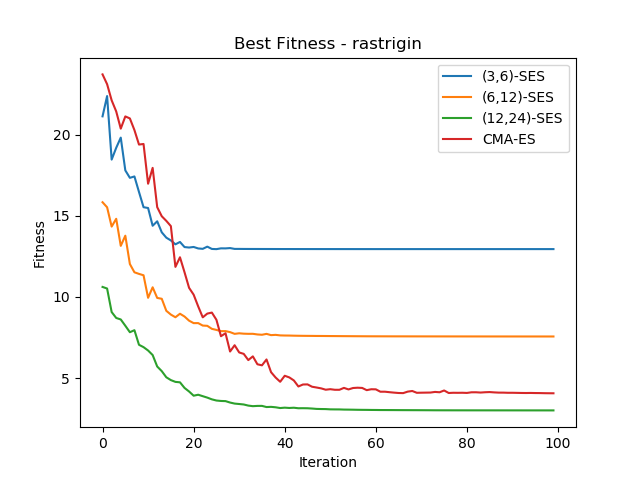 Best Fitness - rastrigin
(3,6)-SES
(6,12)-SES
(12,24)-SES
CMA-ES
Fitness
20
15
10
5
0 20 40 60 80 100
Iteration